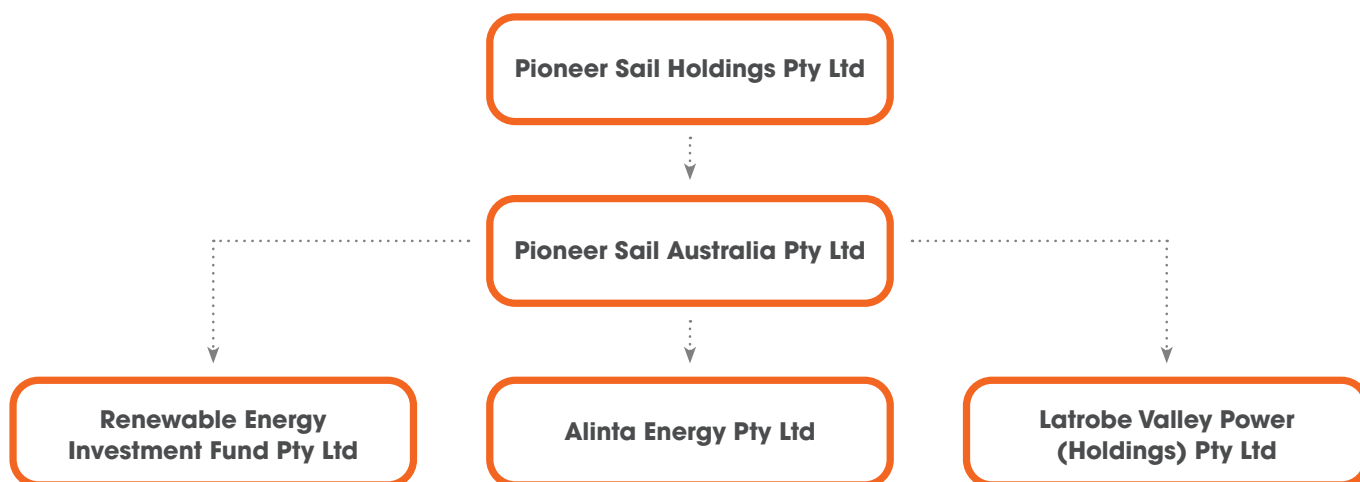 Pioneer Sail Holdings Pty Ltd
Pioneer Sail Australia Pty Ltd
Renewable Energy
Investment Fund Pty Ltd
Alinta Energy Pty Ltd
Latrobe Valley Power
(Holdings) Pty Ltd